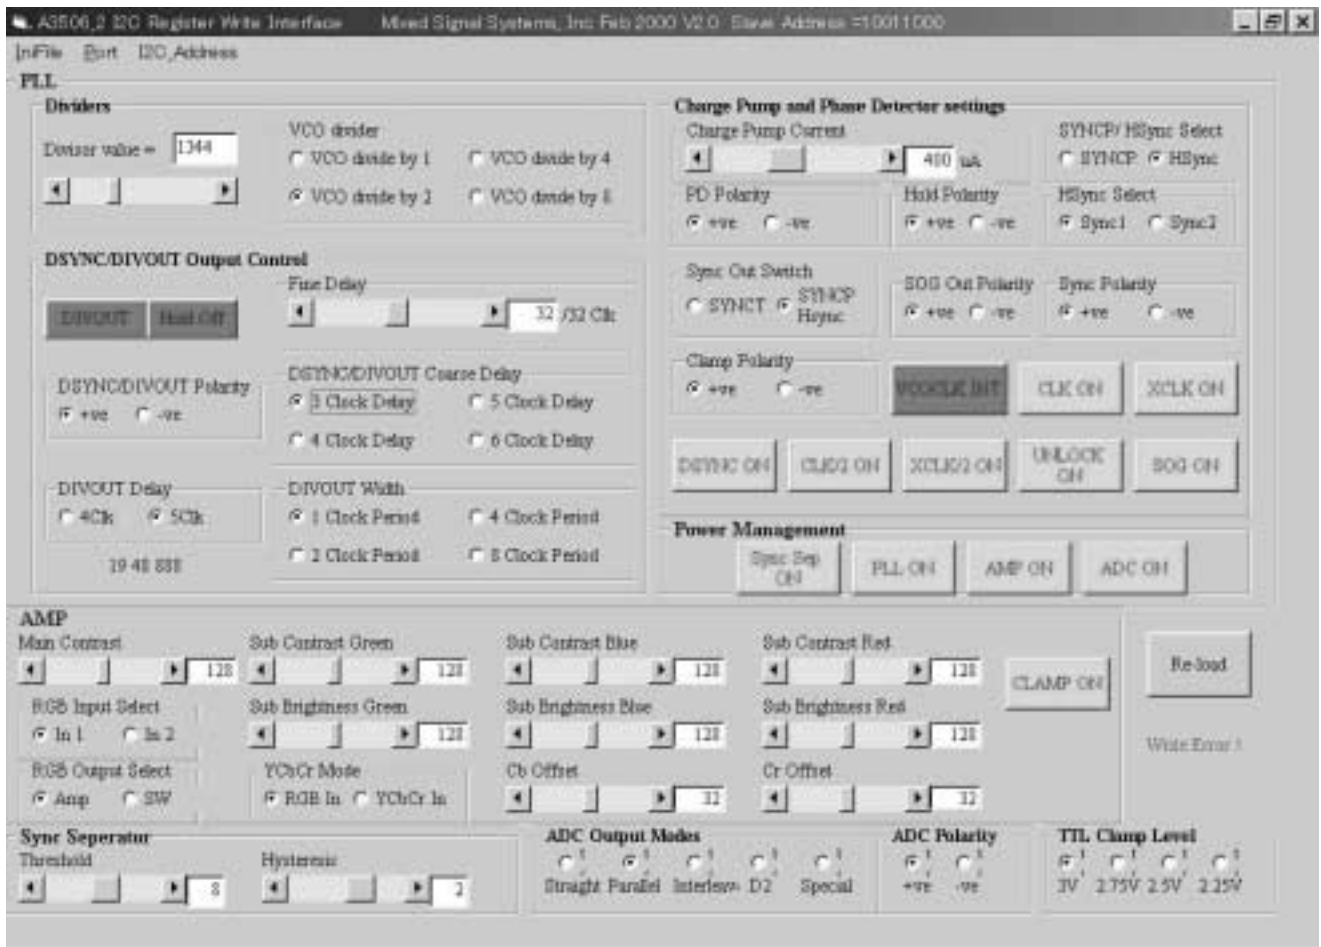 A3506_2 I2C Register Write Interface Mixed Signal Systems, Inc Feb 2000 V2.0 Slave Address =10011000
IniFile Port I2C_Address
PLL
Dividers
Divisor value = 1344
VCO divider
VCO divide by 1 VCO divide by 4
VCO divide by 2 VCO divide by 8
Charge Pump and Phase Detector settings
Charge Pump Current SYNCP/ HSync Select
400 uA SYNCP HSync
PD Polarity Hold Polarity HSync Select
+ve -ve +ve -ve Sync1 Sync2
DSYNC/DIVOUT Output Control
Fine Delay
DIVOUT Hold Off 32 /32 Clk
Sync Out Switch SOG Out Polarity Sync Polarity
SYNCT SYNCP Hsync +ve -ve +ve -ve
DSYNC/DIVOUT Polarity
+ve -ve
DSYNC/DIVOUT Coarse Delay
3 Clock Delay 5 Clock Delay
4 Clock Delay 6 Clock Delay
Clamp Polarity
+ve -ve VCOCLK INT CLK ON XCLK ON
DSYNC ON CLK/2 ON XCLK/2 ON UNLOCK ON SOG ON
DIVOUT Delay
4Clk 5Clk
19 48 888
DIVOUT Width
1 Clock Period 4 Clock Period
2 Clock Period 8 Clock Period
Power Management
Sync Sep ON PLL ON AMP ON ADC ON
AMP
Main Contrast Sub Contrast Green Sub Contrast Blue Sub Contrast Red
128 128 128 128 CLAMP ON Re-load
RGB Input Select Sub Brightness Green Sub Brightness Blue Sub Brightness Red
In 1 In 2 128 128 128
Write Error !
RGB Output Select YCbCr Mode Cb Offset Cr Offset
Amp SW RGB In YCbCr In 32 32
Sync Seperator ADC Output Modes ADC Polarity TTL Clamp Level
Threshold Hysteresis
8 2
Straight Parallel Interleav D2 Special +ve -ve 3V 2.75V 2.5V 2.25V